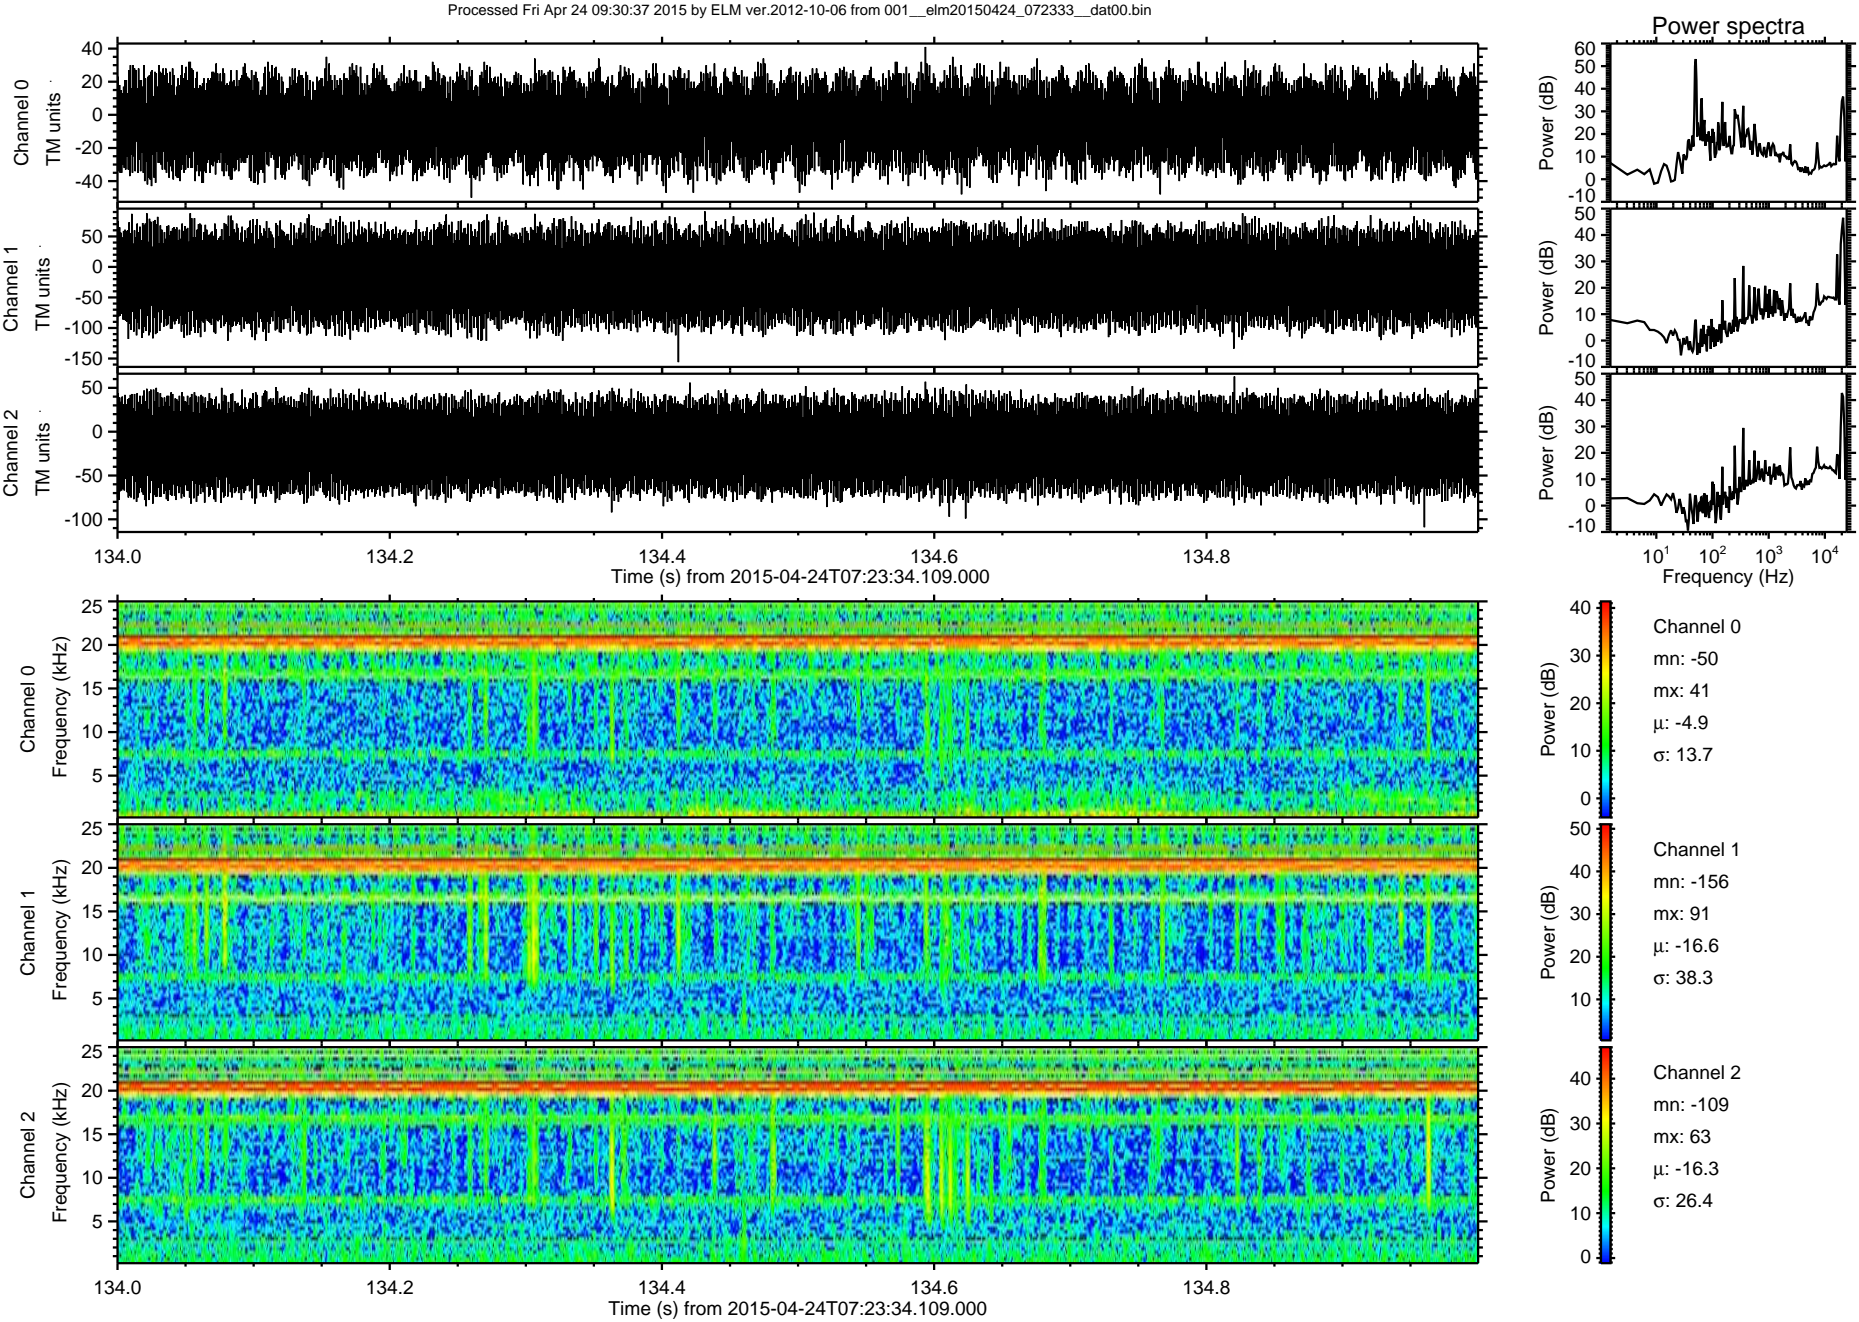 Processed Fri Apr 24 09:30:37 2015 by ELM ver.2012-10-06 from 001__elm20150424_072333__dat00.bin
Power spectra
Channel 0
TM units
40
20
0
-20
-40
Power (dB)
60
50
40
30
20
10
0
-10
Channel 1
TM units
50
0
-50
-100
-150
Power (dB)
50
40
30
20
10
0
-10
Channel 2
TM units
50
0
-50
-100
Power (dB)
50
40
30
20
10
0
-10
134.0 134.2 134.4 134.6 134.8
Time (s) from 2015-04-24T07:23:34.109.000
10¹ 10² 10³ 10⁴
Frequency (Hz)
Channel 0
Frequency (kHz)
25
20
15
10
5
Power (dB)
40
30
20
10
0
Channel 0
mn: -50
mx: 41
μ: -4.9
σ: 13.7
Channel 1
Frequency (kHz)
25
20
15
10
5
Power (dB)
50
40
30
20
10
Channel 1
mn: -156
mx: 91
μ: -16.6
σ: 38.3
Channel 2
Frequency (kHz)
25
20
15
10
5
Power (dB)
40
30
20
10
0
Channel 2
mn: -109
mx: 63
μ: -16.3
σ: 26.4
134.0 134.2 134.4 134.6 134.8
Time (s) from 2015-04-24T07:23:34.109.000